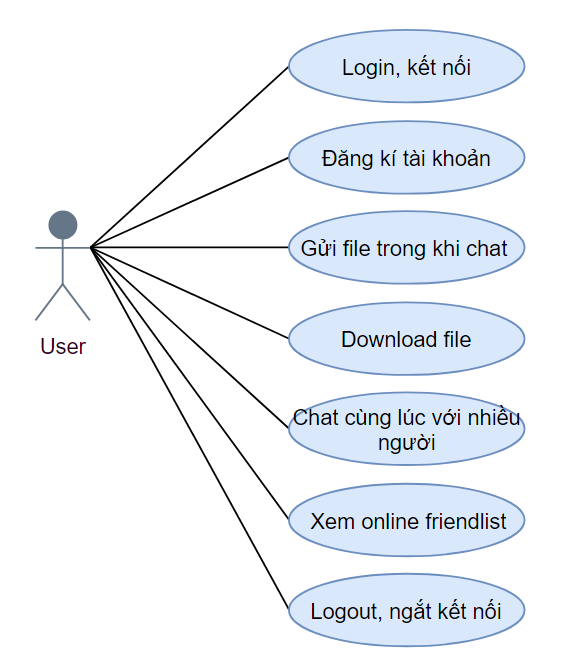 Login, kết nối
Đăng kí tài khoản
Gửi file trong khi chat
User
Download file
Chat cùng lúc với nhiều
người
Xem online friendlist
Logout, ngắt kết nối